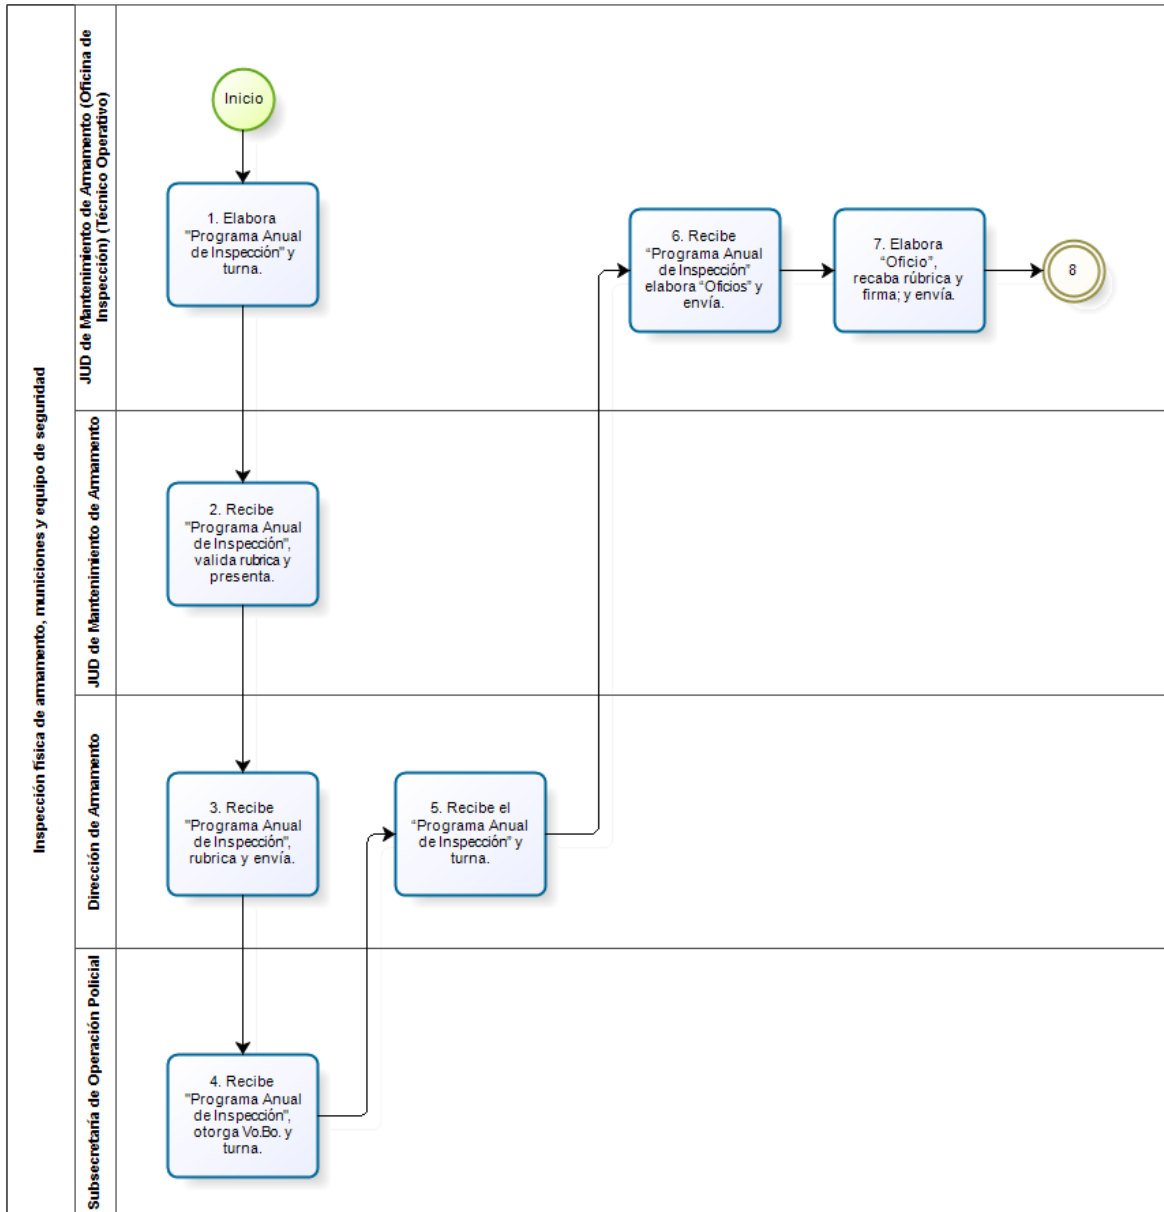 Inspección física de armamento, municiones y equipo de seguridad
JUD de Mantenimiento de Armamento (Oficina de
Inspección) (Técnico Operativo)
Inicio
1. Elabora
"Programa Anual
de Inspección" y
turna.
6. Recibe
“Programa Anual
de Inspección”
elabora “Oficios” y
envía.
7. Elabora
“Oficio”,
recaba rúbrica y
firma; y envía.
8
JUD de Mantenimiento de Armamento
2. Recibe
"Programa Anual
de Inspección",
valida rubrica y
presenta.
Dirección de Armamento
3. Recibe
"Programa Anual
de Inspección",
rubrica y envía.
5. Recibe el
“Programa Anual
de Inspección” y
turna.
Subsecretaría de Operación Policial
4. Recibe
"Programa Anual
de Inspección",
otorga Vo.Bo. y
turna.